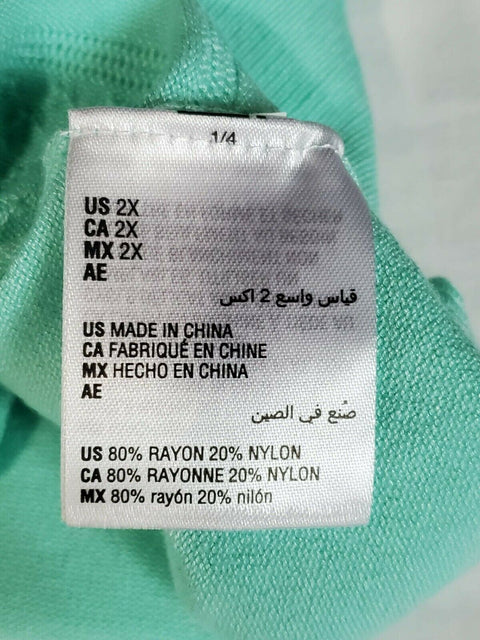 1/4
US 2X
CA 2X
MX 2X
AE
قياس واسع 2 اكس
US MADE IN CHINA
CA FABRIQUÉ EN CHINE
MX HECHO EN CHINA
AE
صُنع في الصين
US 80% RAYON 20% NYLON
CA 80% RAYONNE 20% NYLON
MX 80% rayón 20% nilón